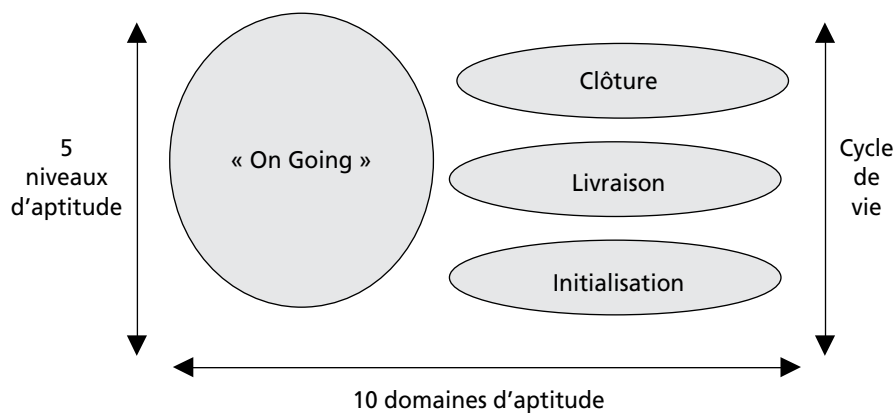 5
niveaux
d’aptitude
« On Going »
Clôture
Livraison
Initialisation
Cycle
de
vie
10 domaines d’aptitude